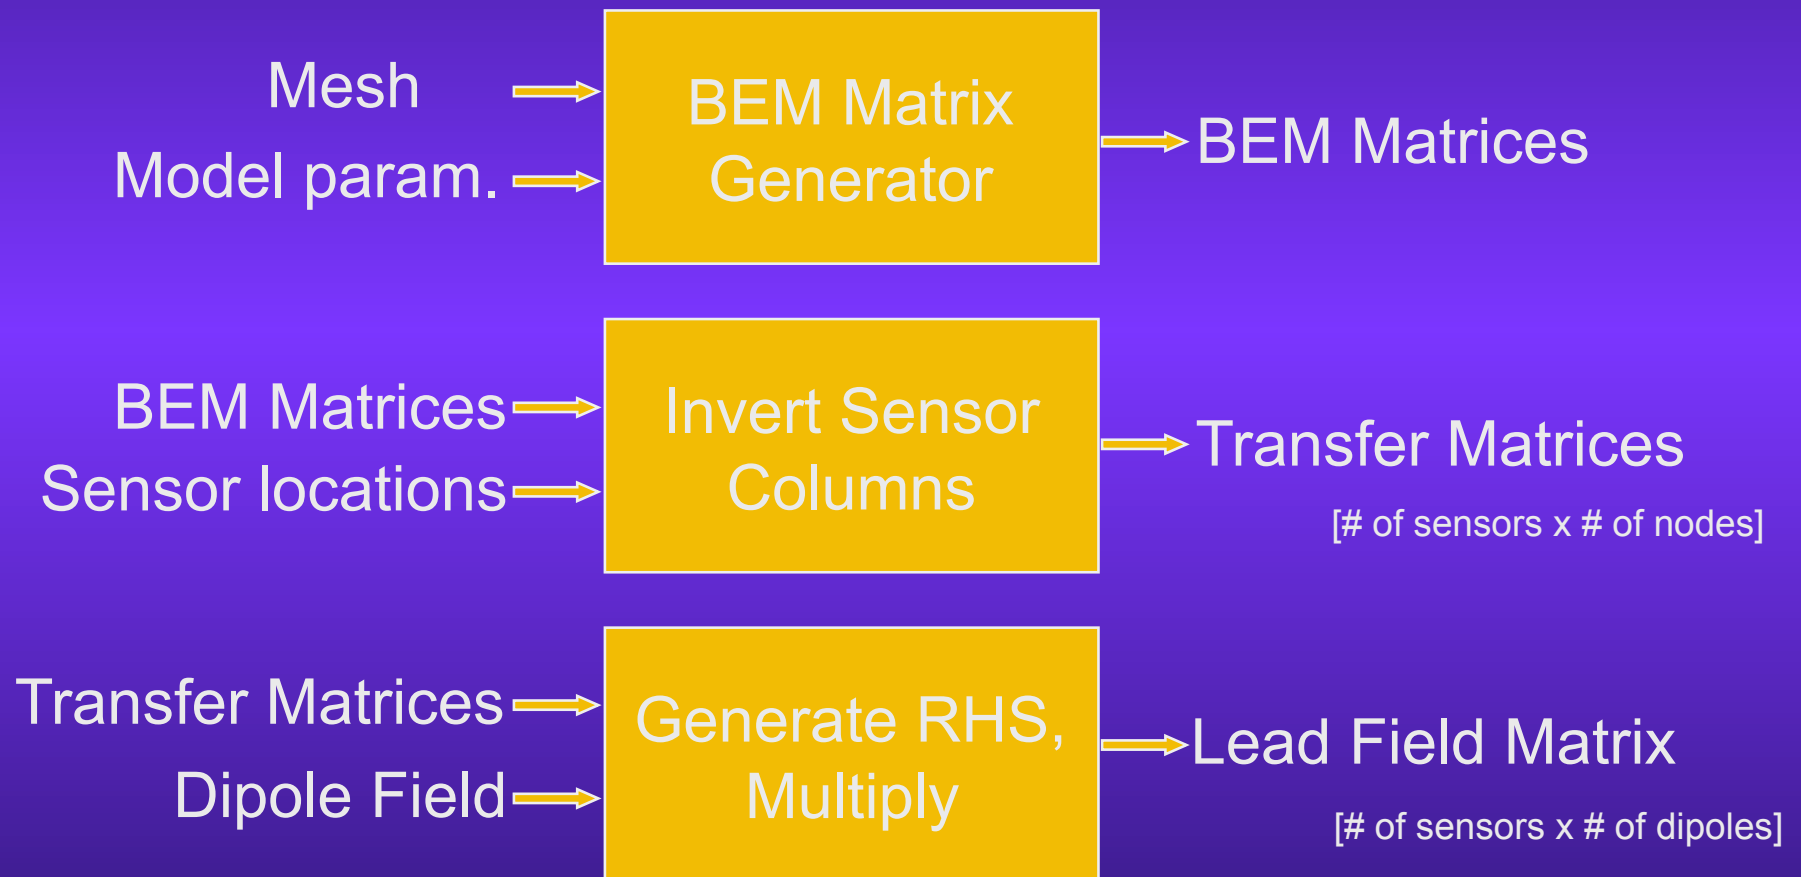 Mesh
Model param.
BEM Matrix
Generator
BEM Matrices
BEM Matrices
Sensor locations
Invert Sensor
Columns
Transfer Matrices
[# of sensors x # of nodes]
Transfer Matrices
Dipole Field
Generate RHS,
Multiply
Lead Field Matrix
[# of sensors x # of dipoles]